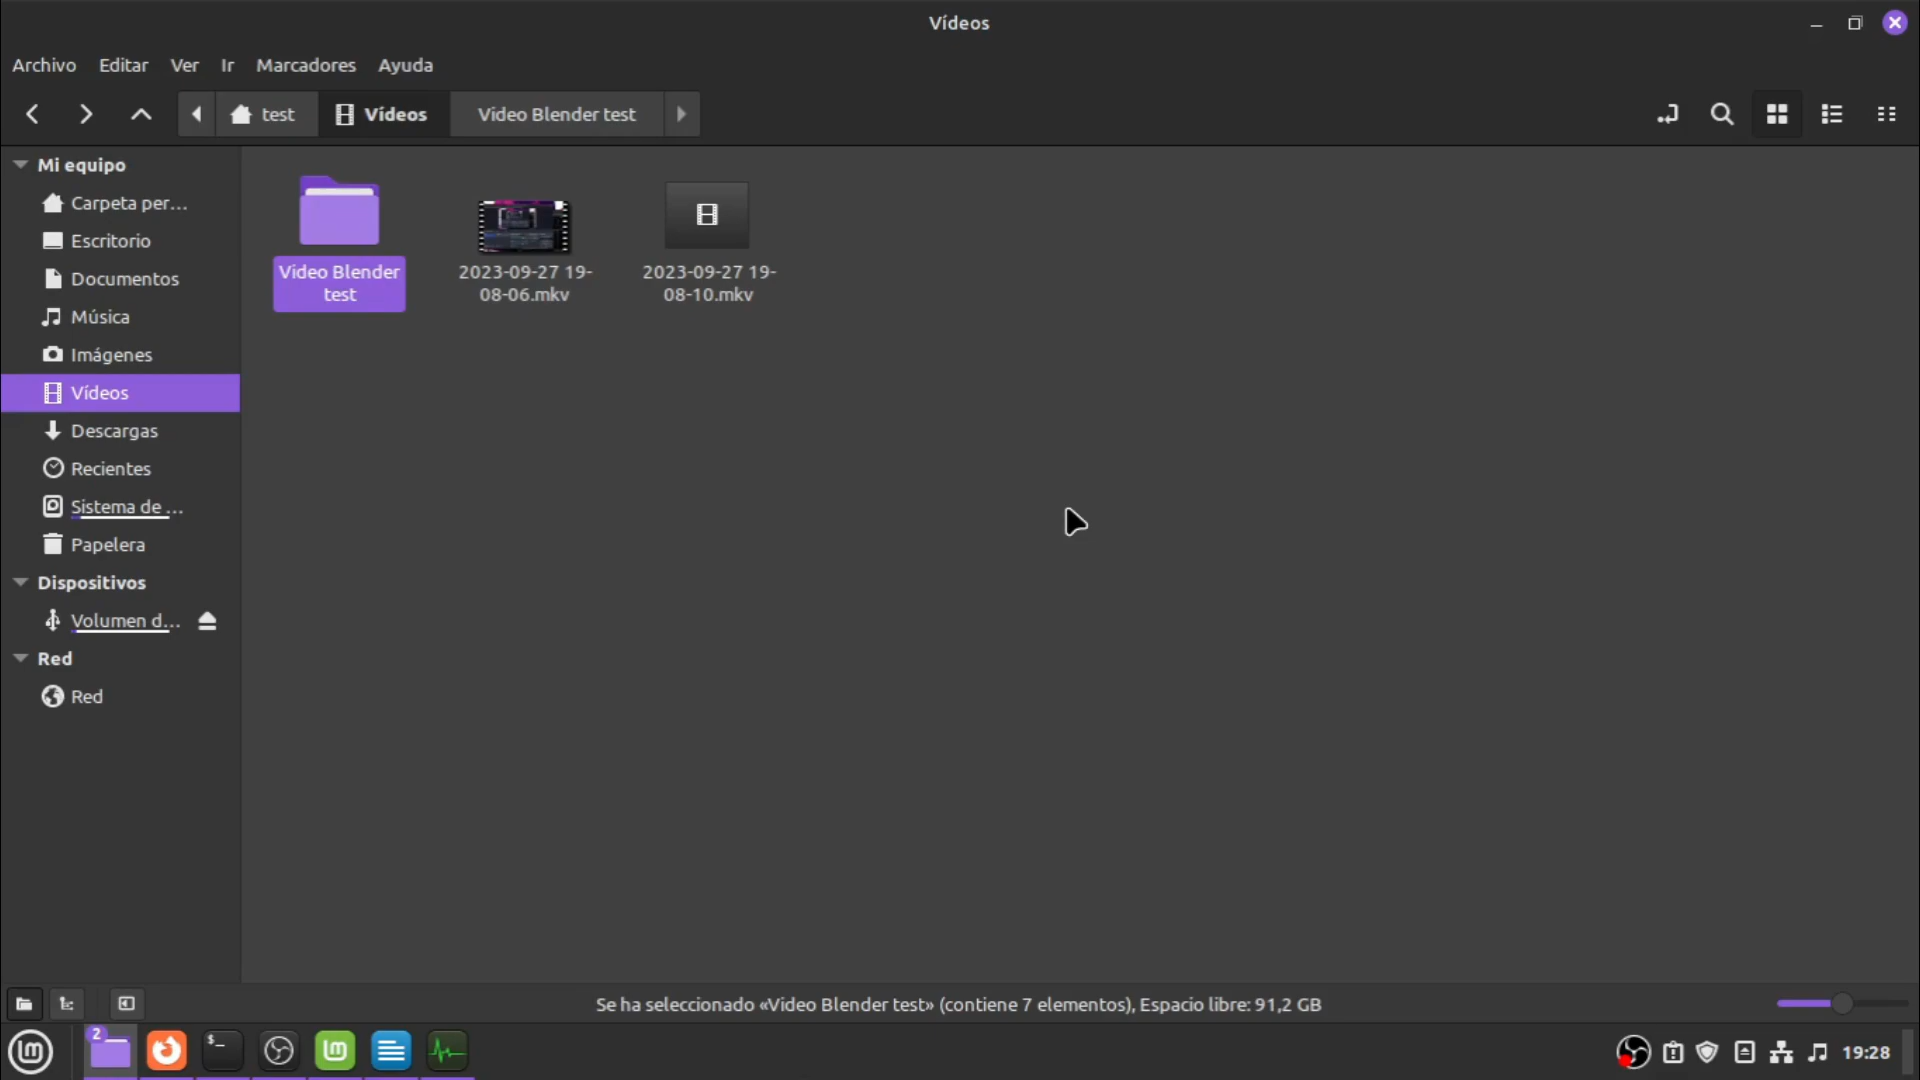 Vídeos
Archivo Editar Ver Ir Marcadores Ayuda
test Vídeos Video Blender test
Mi equipo
Carpeta per...
Escritorio
Documentos
Música
Imágenes
Vídeos
Descargas
Recientes
Sistema de ...
Papelera
Dispositivos
Volumen d...
Red
Red
Video Blender
test
2023-09-27 19-
08-06.mkv
2023-09-27 19-
08-10.mkv
Se ha seleccionado «Video Blender test» (contiene 7 elementos), Espacio libre: 91,2 GB
2
$_
19:28